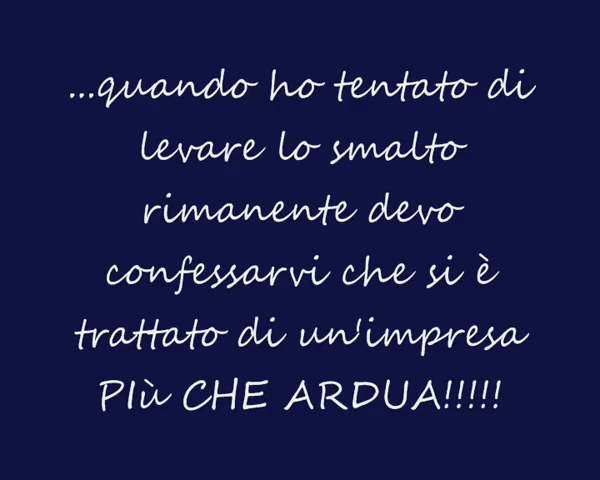 ...quando ho tentato di
levare lo smalto
rimanente devo
confessarvi che si è
trattato di un'impresa
PIù CHE ARDUA!!!!!